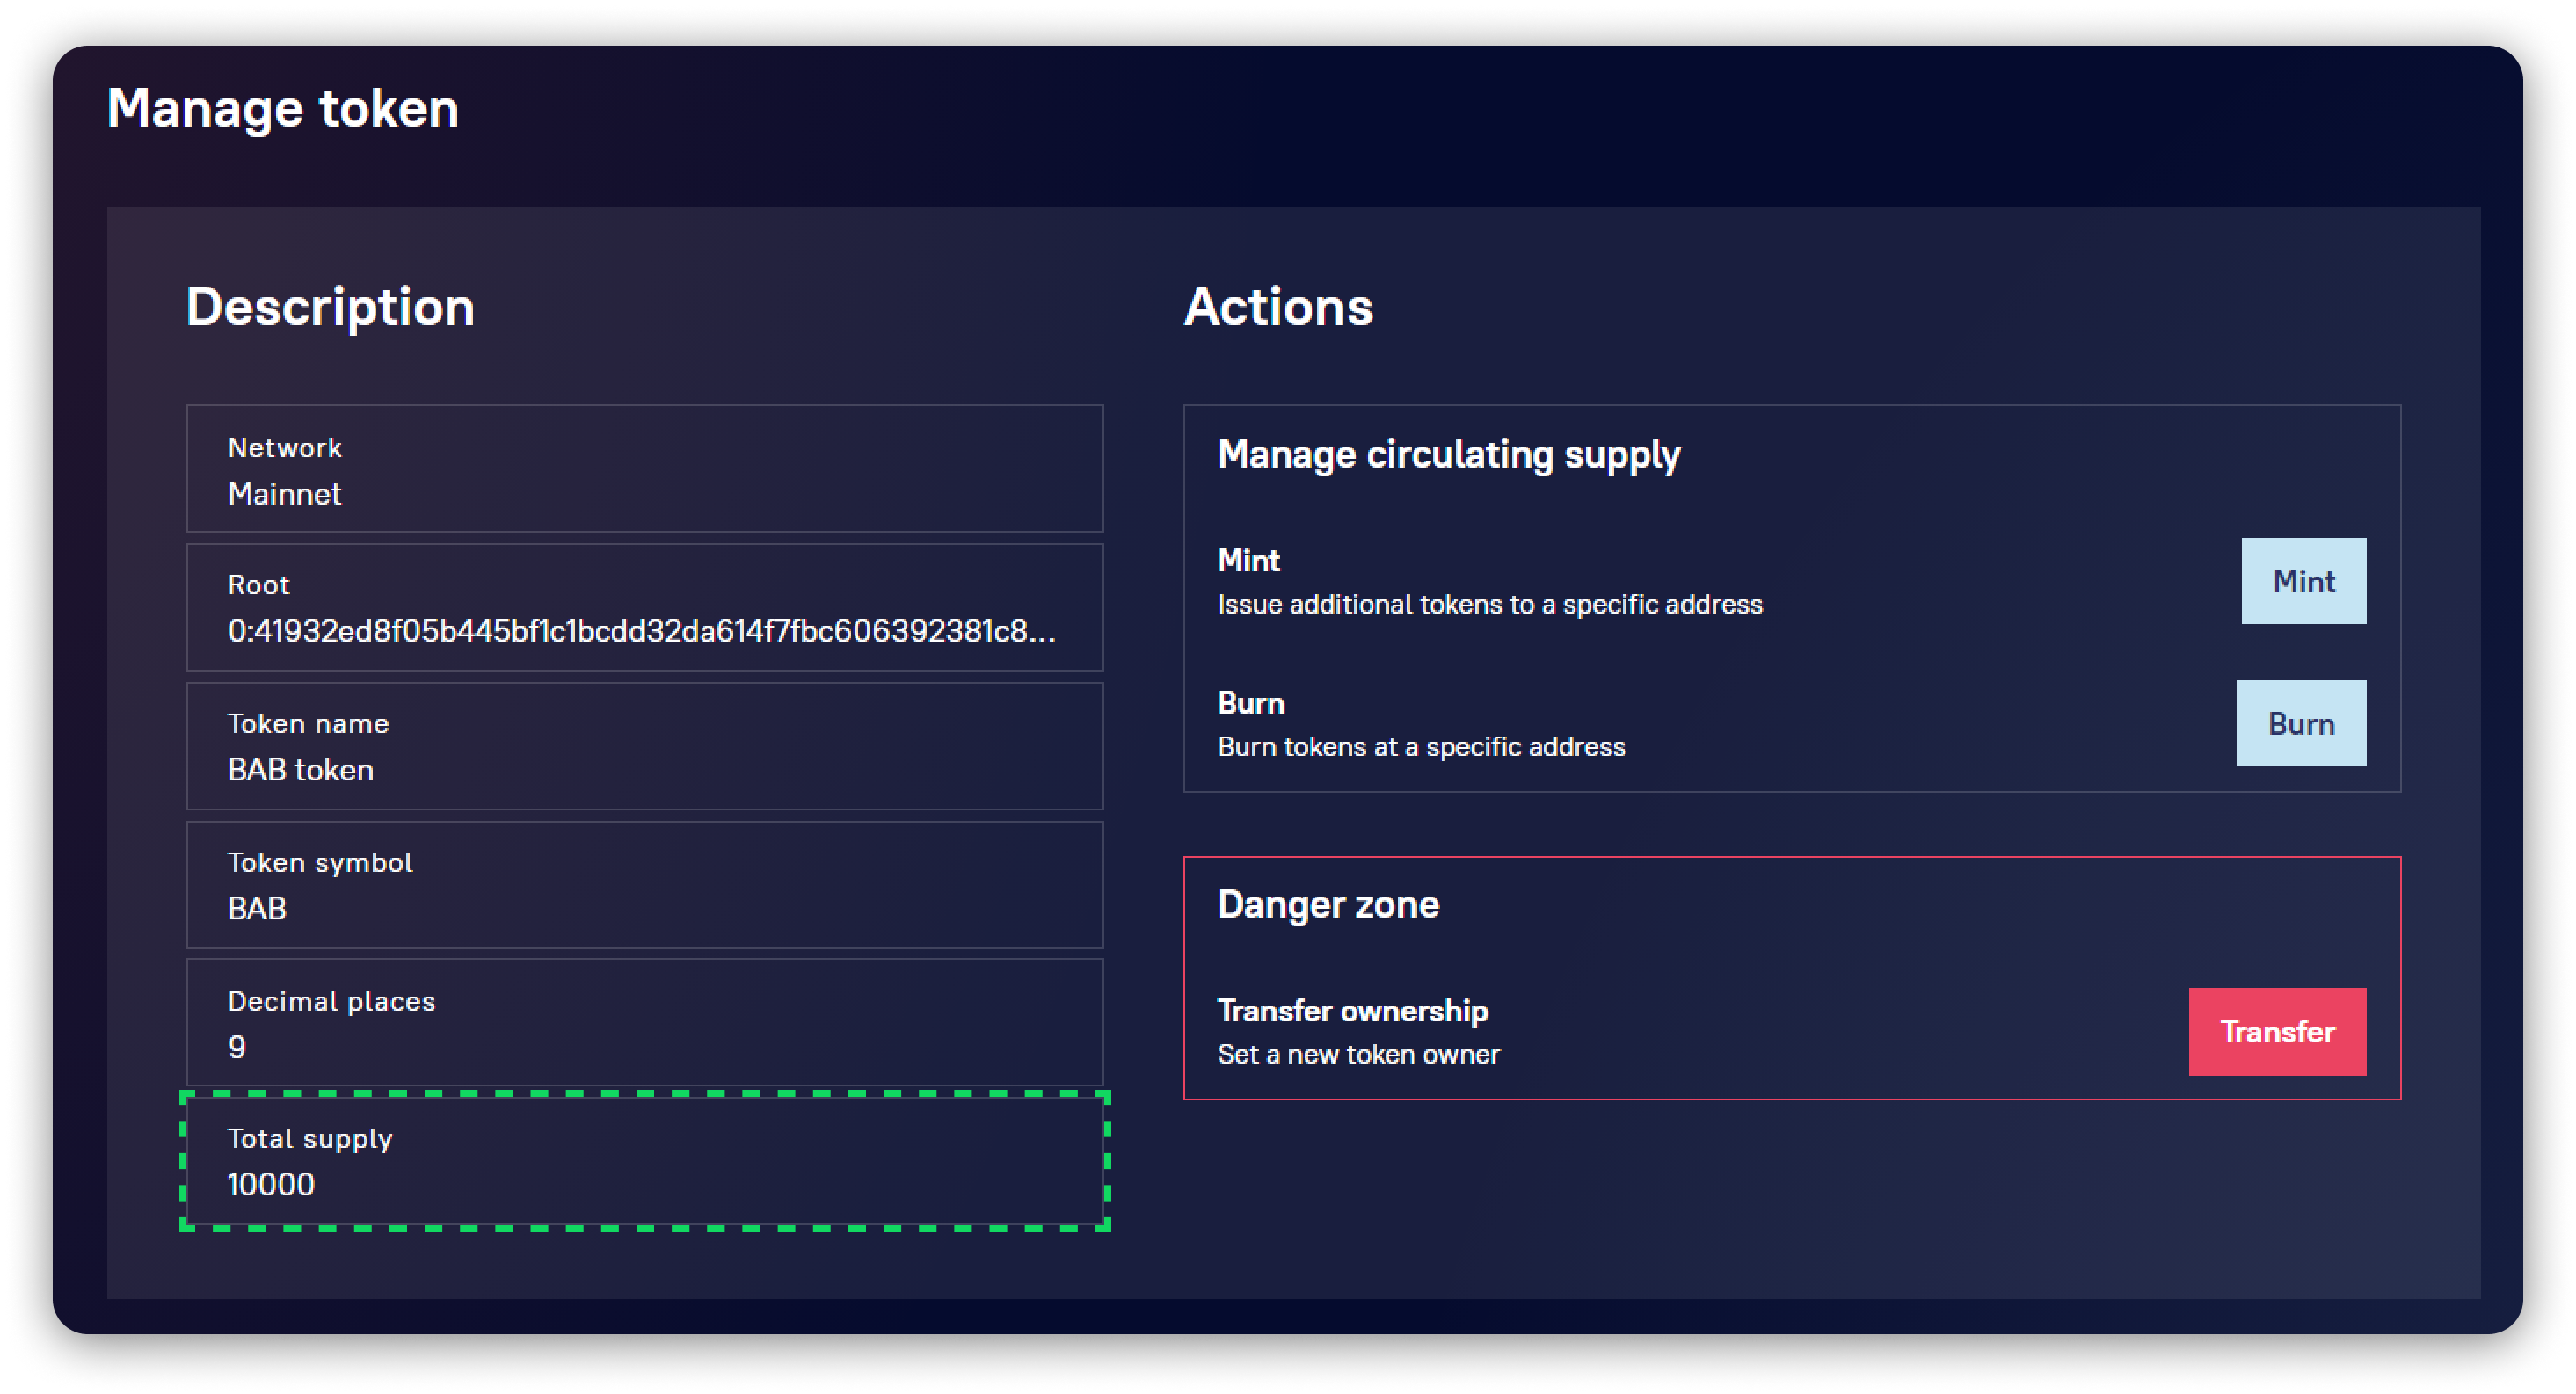 Manage token
Description
Network
Mainnet
Root
0:41932ed8f05b445bf1c1bcdd32da614f7fbc606392381c8...
Token name
BAB token
Token symbol
BAB
Decimal places
9
Total supply
10000
Actions
Manage circulating supply
Mint
Issue additional tokens to a specific address
Mint
Burn
Burn tokens at a specific address
Burn
Danger zone
Transfer ownership
Set a new token owner
Transfer